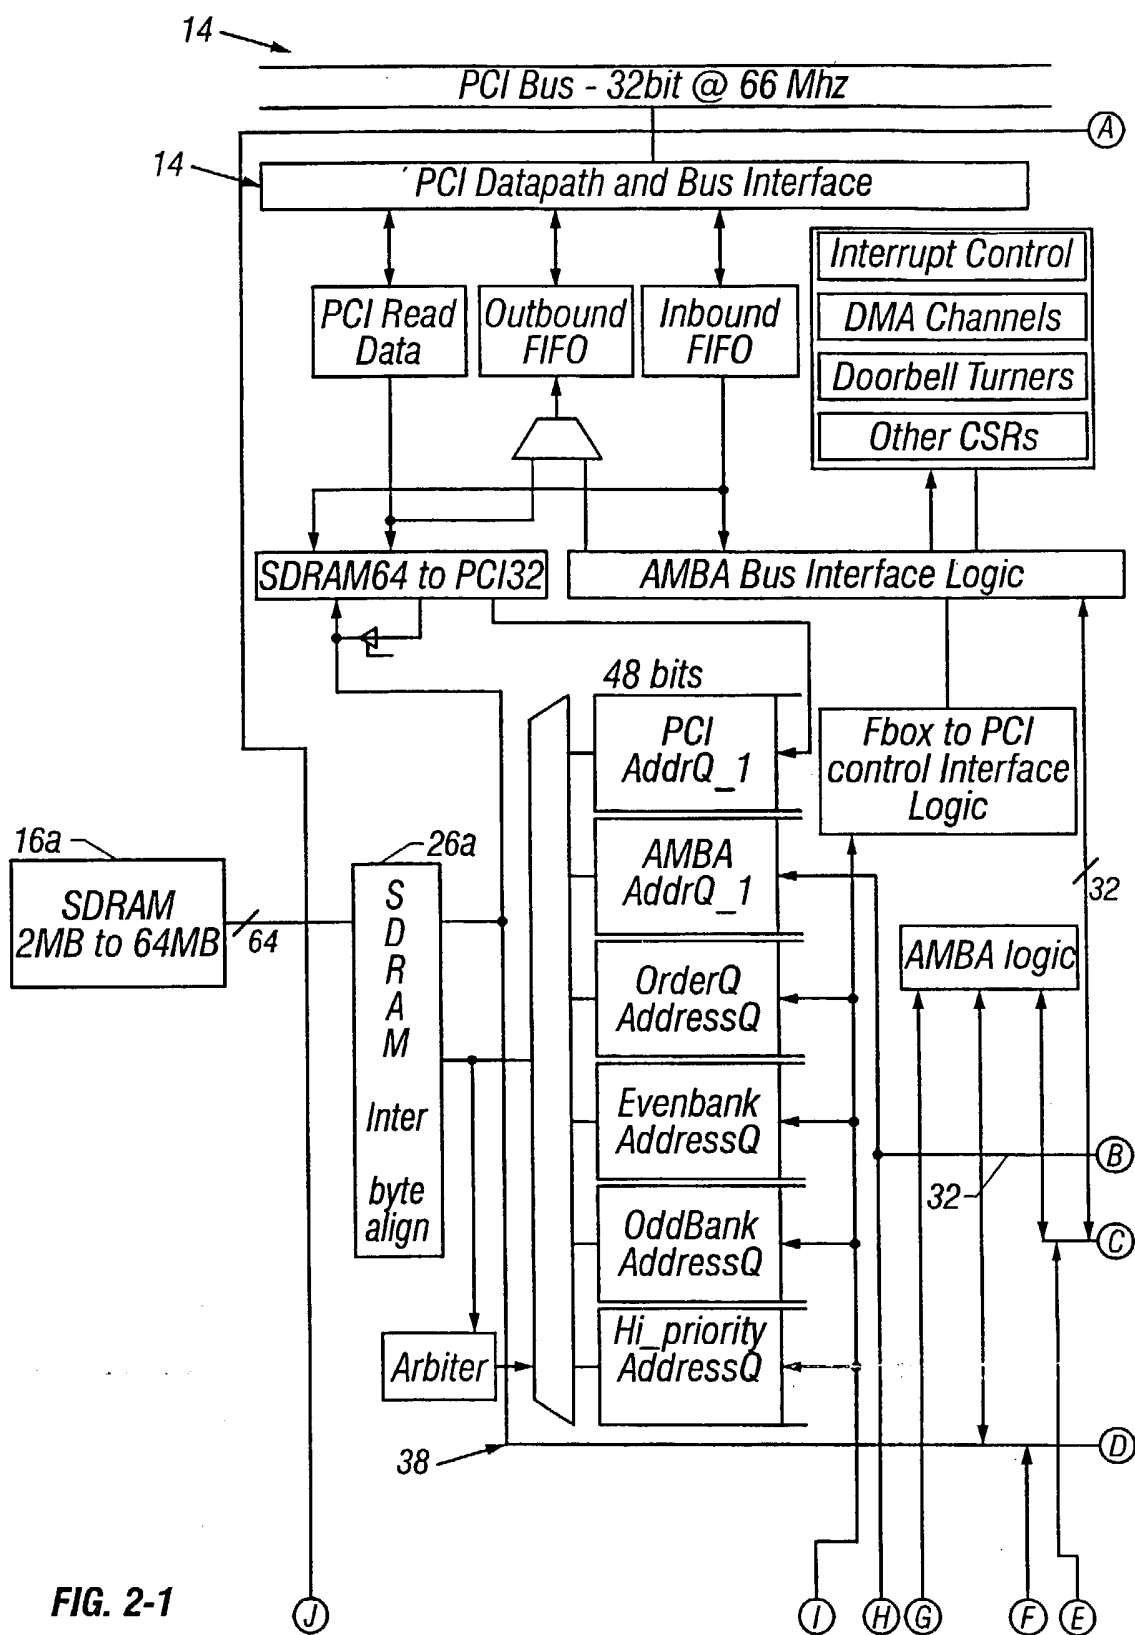 14
PCI Bus - 32bit @ 66 Mhz
A
14
PCI Datapath and Bus Interface
Interrupt Control
DMA Channels
Doorbell Turners
Other CSRs
PCI Read
Data
Outbound
FIFO
Inbound
FIFO
SDRAM64 to PCI32
AMBA Bus Interface Logic
48 bits
PCI
AddrQ_1
Fbox to PCI
control Interface
Logic
16a
SDRAM
2MB to 64MB
64
26a
S
D
R
A
M
Inter
byte
align
AMBA
AddrQ_1
32
AMBA logic
OrderQ
AddressQ
Evenbank
AddressQ
B
32
OddBank
AddressQ
C
Hi_priority
AddressQ
Arbiter
38
D
FIG. 2-1
J
I
H
G
F
E